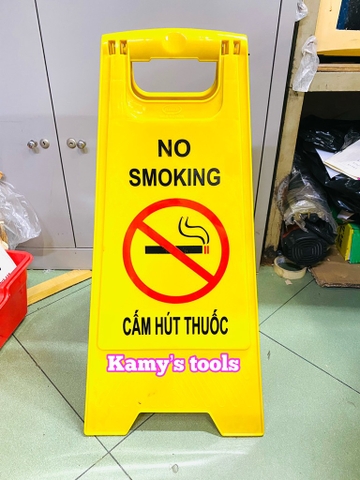 NO
SMOKING
CẤM HÚT THUỐC
Kamy's tools